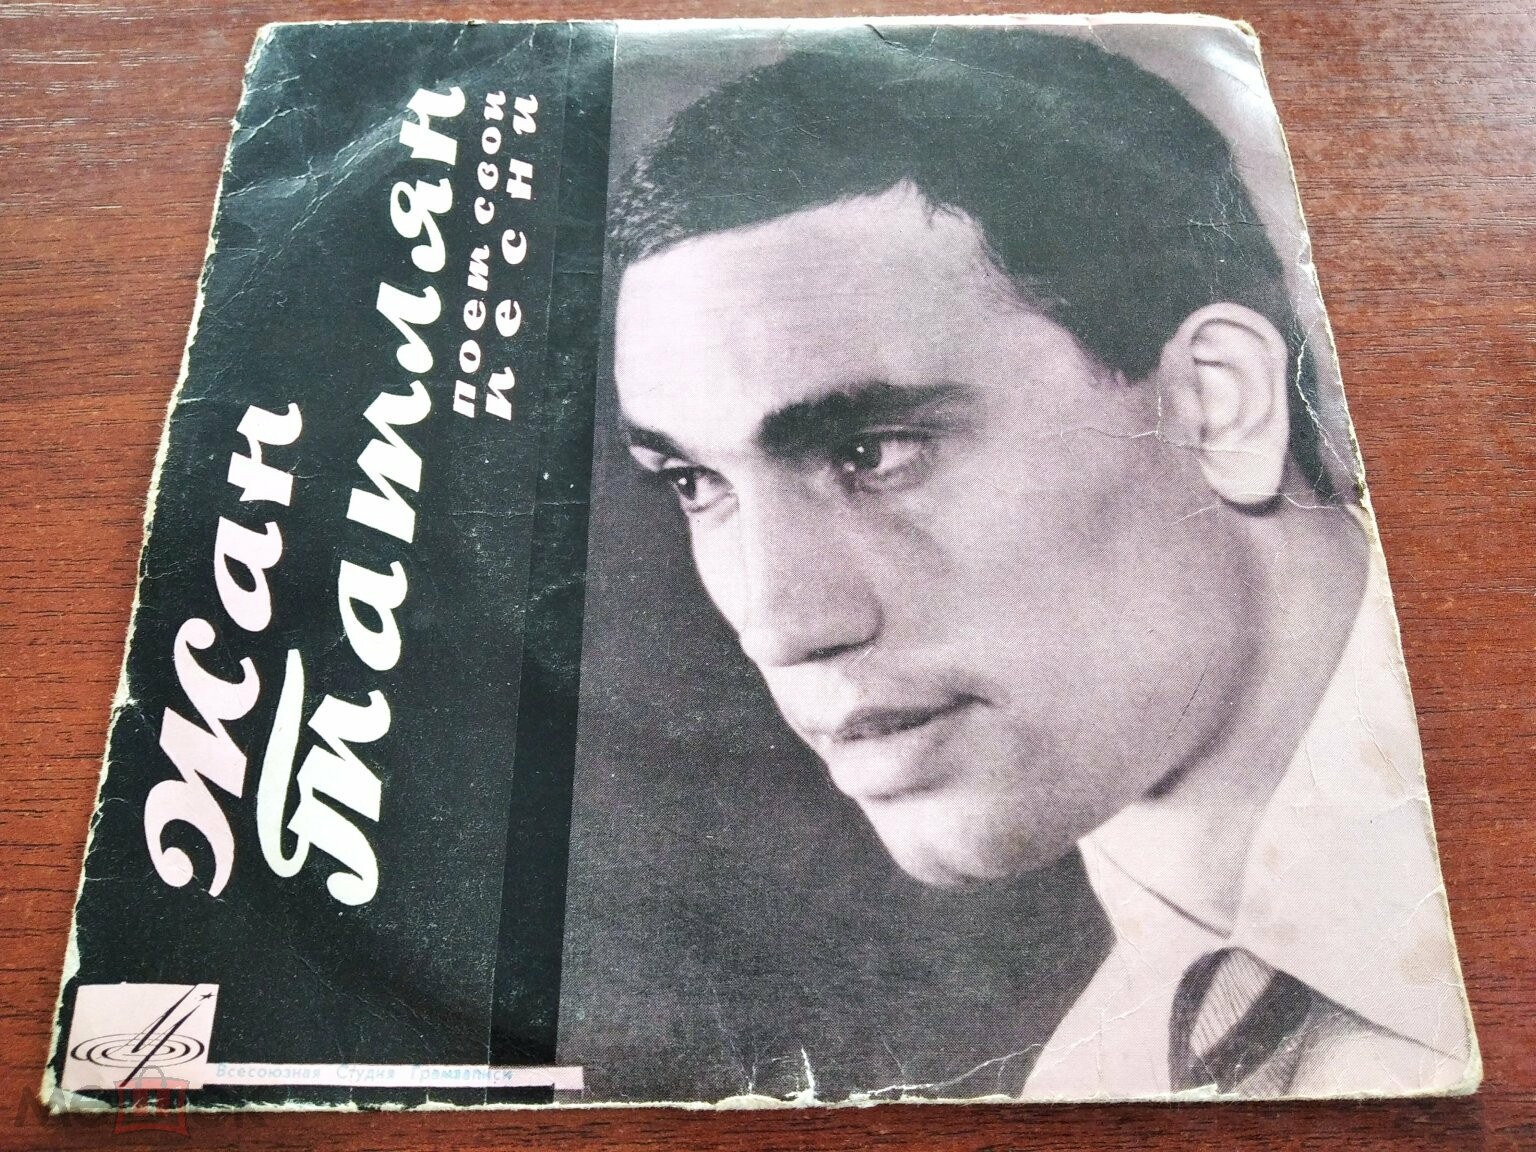 Жан
Татлян
поет свои
песни
Всесоюзная Студия Грамзаписи